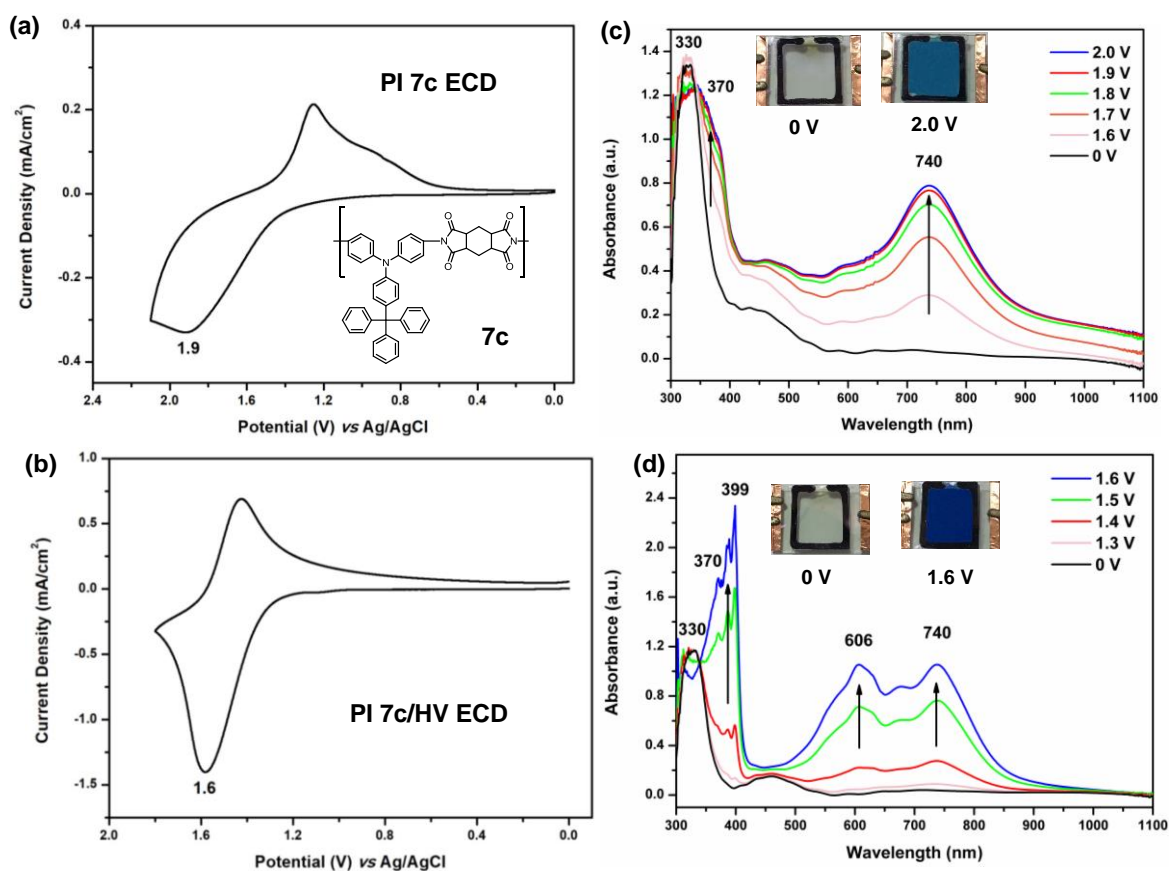 (a)
PI 7c ECD
0.4
0.2
0.0
-0.2
-0.4
Current Density (mA/cm²)
1.9
O
O
N
N
O
O
N
7c
2.4
2.0
1.6
1.2
0.8
0.4
0.0
Potential (V) vs Ag/AgCl
(c)
1.4
1.2
1.0
0.8
0.6
0.4
0.2
0.0
Absorbance (a.u.)
330
370
740
0 V
2.0 V
2.0 V
1.9 V
1.8 V
1.7 V
1.6 V
0 V
300
400
500
600
700
800
900
1000
1100
Wavelength (nm)
(b)
1.0
0.5
0.0
-0.5
-1.0
-1.5
Current Density (mA/cm²)
PI 7c/HV ECD
1.6
2.0
1.6
1.2
0.8
0.4
0.0
Potential (V) vs Ag/AgCl
(d)
2.4
2.0
1.6
1.2
0.8
0.4
0.0
Absorbance (a.u.)
399
370
330
606
740
0 V
1.6 V
1.6 V
1.5 V
1.4 V
1.3 V
0 V
300
400
500
600
700
800
900
1000
1100
Wavelength (nm)